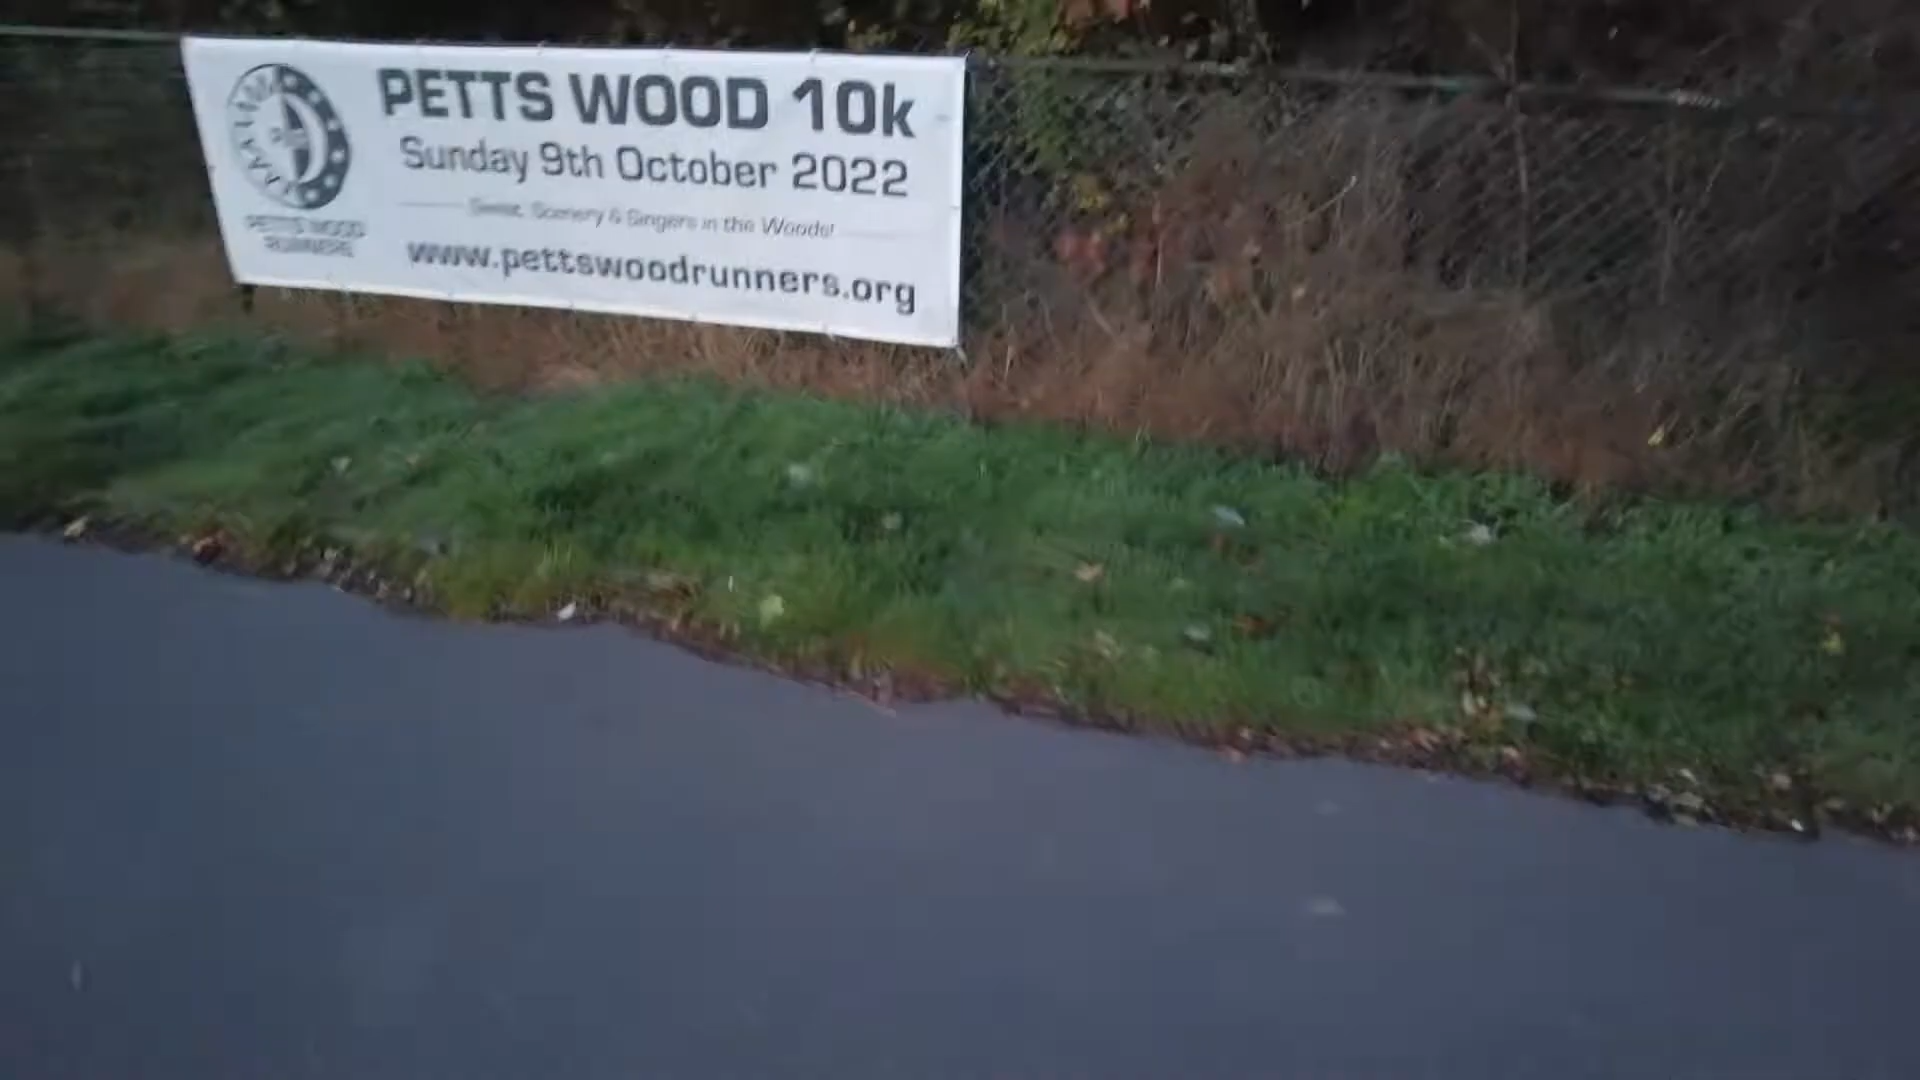 PETTS WOOD 10k
Sunday 9th October 2022
Sweat, Scenery & Singers in the Woods!
www.pettswoodrunners.org
PETTS WOOD
RUNNERS